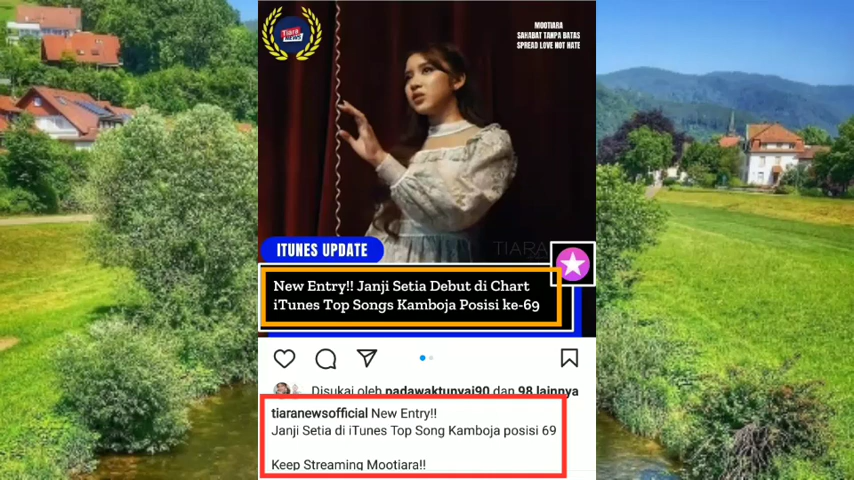 Tiara
NEWS
MOOTIARA
SAHABAT TANPA BATAS
SPREAD LOVE NOT HATE
TIARA
ITUNES UPDATE
New Entry!! Janji Setia Debut di Chart
iTunes Top Songs Kamboja Posisi ke-69
Disukai oleh padawaktunyai90 dan 98 lainnya
tiaranewsofficial New Entry!!
Janji Setia di iTunes Top Song Kamboja posisi 69
Keep Streaming Mootiara!!